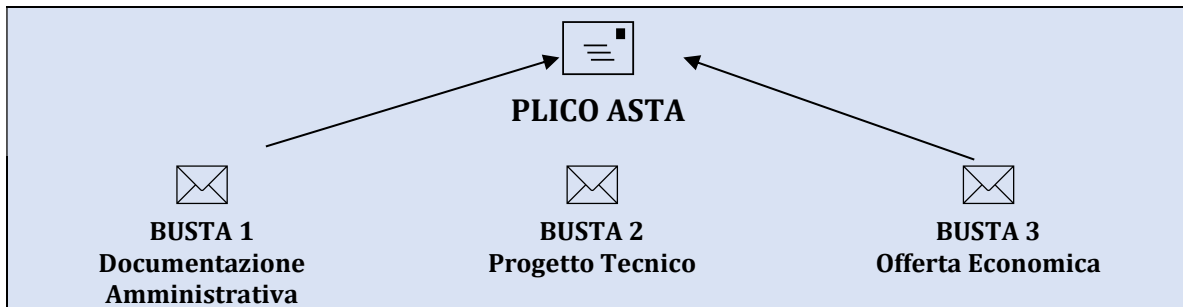 PLICO ASTA
BUSTA 1
Documentazione
Amministrativa
BUSTA 2
Progetto Tecnico
BUSTA 3
Offerta Economica